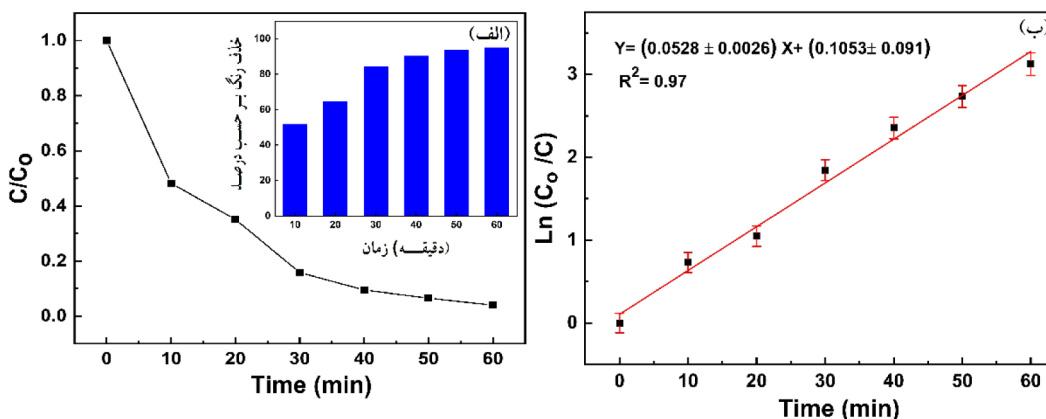 (الف)
حذف رنگ بر حسب درصد
100
80
60
40
20
0
10 20 30 40 50 60
زمان (دقیقه)
C/C₀
1.0
0.8
0.6
0.4
0.2
0.0
0 10 20 30 40 50 60
Time (min)
(ب)
Y= (0.0528 ± 0.0026) X+ (0.1053± 0.091)
R²= 0.97
Ln (C₀ /C)
3
2
1
0
0 10 20 30 40 50 60
Time (min)